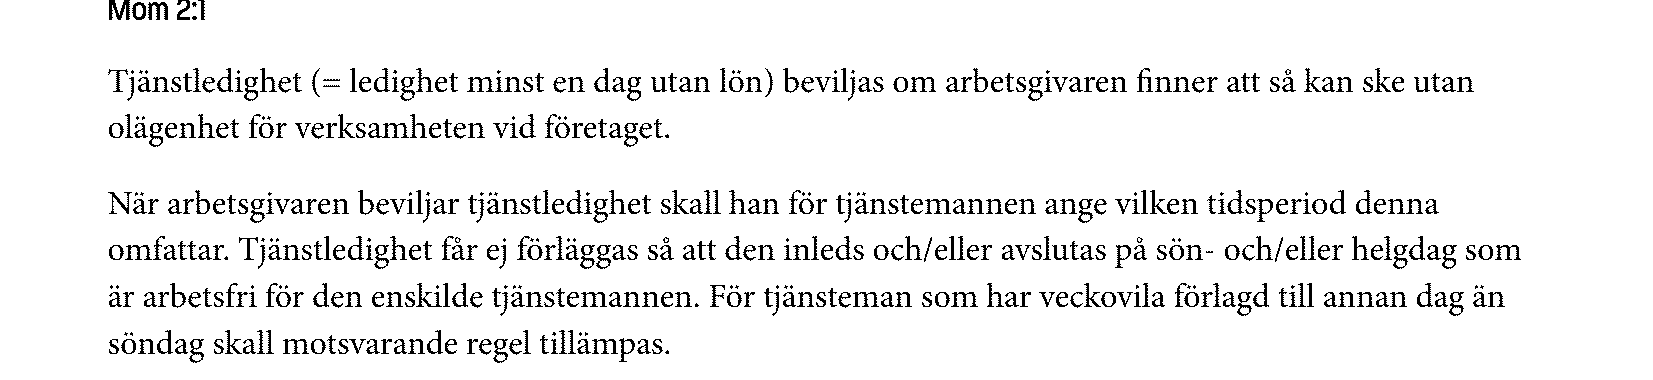 Mom 2:1
Tjänstledighet (= ledighet minst en dag utan lön) beviljas om arbetsgivaren finner att så kan ske utan
olägenhet för verksamheten vid företaget.
När arbetsgivaren beviljar tjänstledighet skall han för tjänstemannen ange vilken tidsperiod denna
omfattar. Tjänstledighet får ej förläggas så att den inleds och/eller avslutas på sön- och/eller helgdag som
är arbetsfri för den enskilde tjänstemannen. För tjänsteman som har veckovila förlagd till annan dag än
söndag skall motsvarande regel tillämpas.